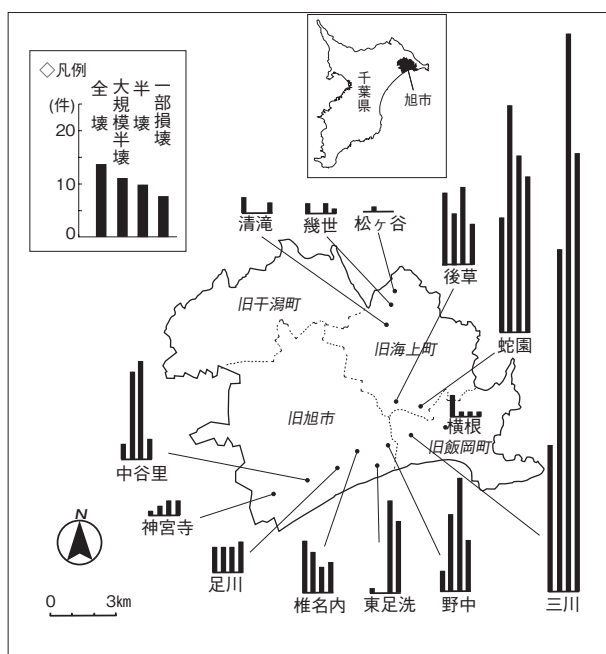 ◇凡例
(件)
20
10
0
全壊
大規模半壊
半壊
一部損壊
千葉県
旭市
清滝
幾世
松ヶ谷
後草
蛇園
旧干潟町
旧海上町
旧旭市
横根
旧飯岡町
中谷里
神宮寺
足川
椎名内
東足洗
野中
三川
N
0 3km